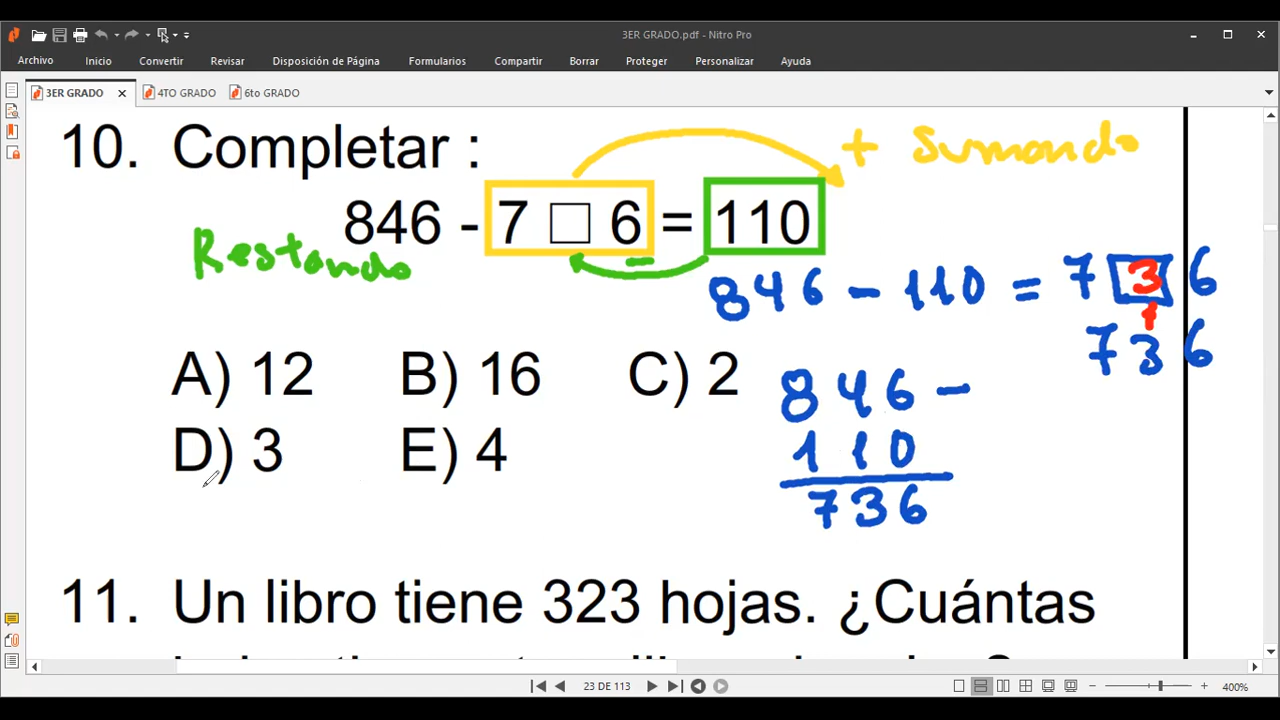 3ER GRADO.pdf - Nitro Pro
Archivo Inicio Convertir Revisar Disposición de Página Formularios Compartir Borrar Proteger Personalizar Ayuda
3ER GRADO 4TO GRADO 6to GRADO
10. Completar :
+ Sumando
846 - 7 □ 6 = 110
Restando
846 - 110 = 7 3 6
736
A) 12 B) 16 C) 2
846 -
D) 3 E) 4
110
736
11. Un libro tiene 323 hojas. ¿Cuántas
23 DE 113
400%